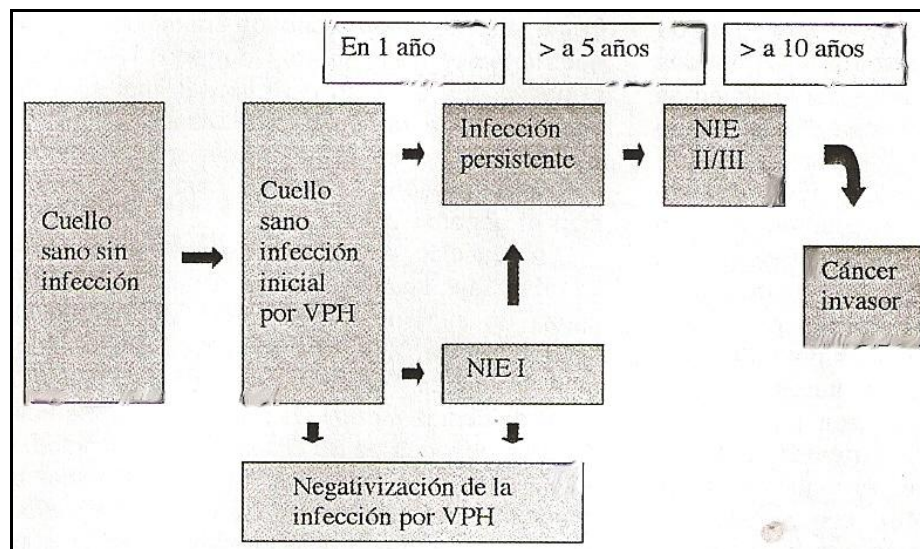 En 1 año
> a 5 años
> a 10 años
Cuello
sano sin
infección
Cuello
sano
infección
inicial
por VPH
Infección
persistente
NIE
II/III
NIE I
Cáncer
invasor
Negativización de la
infección por VPH